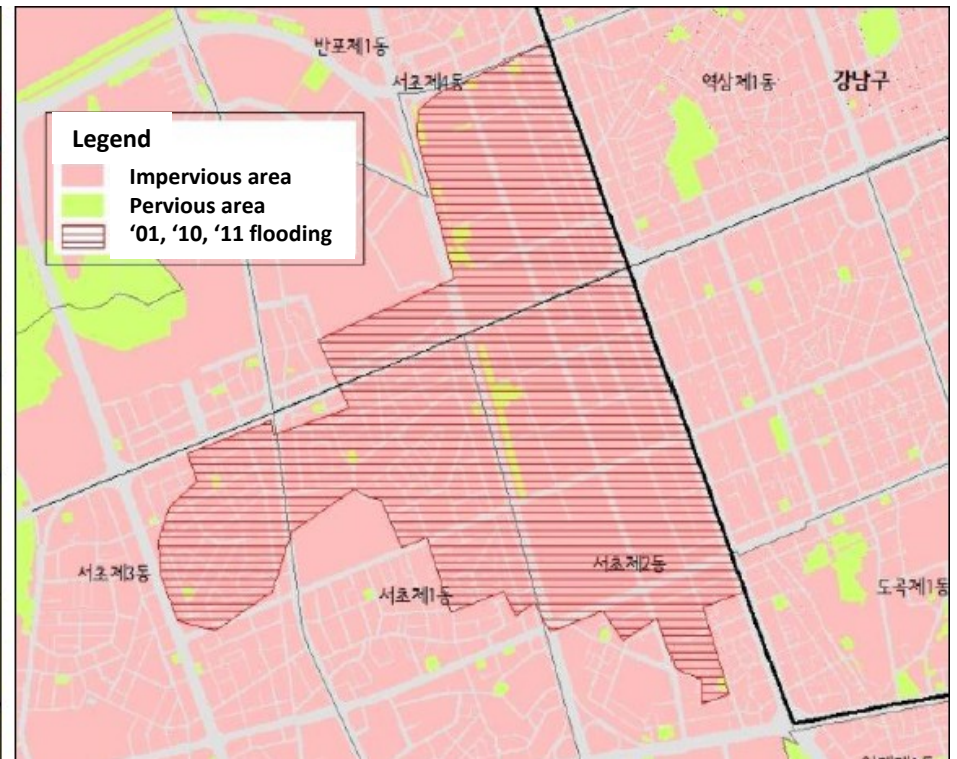 반포제1동
서초제4동
역삼제1동
강남구
Legend
Impervious area
Pervious area
‘01, ‘10, ‘11 flooding
서초제3동
서초제1동
서초제2동
도곡제1동